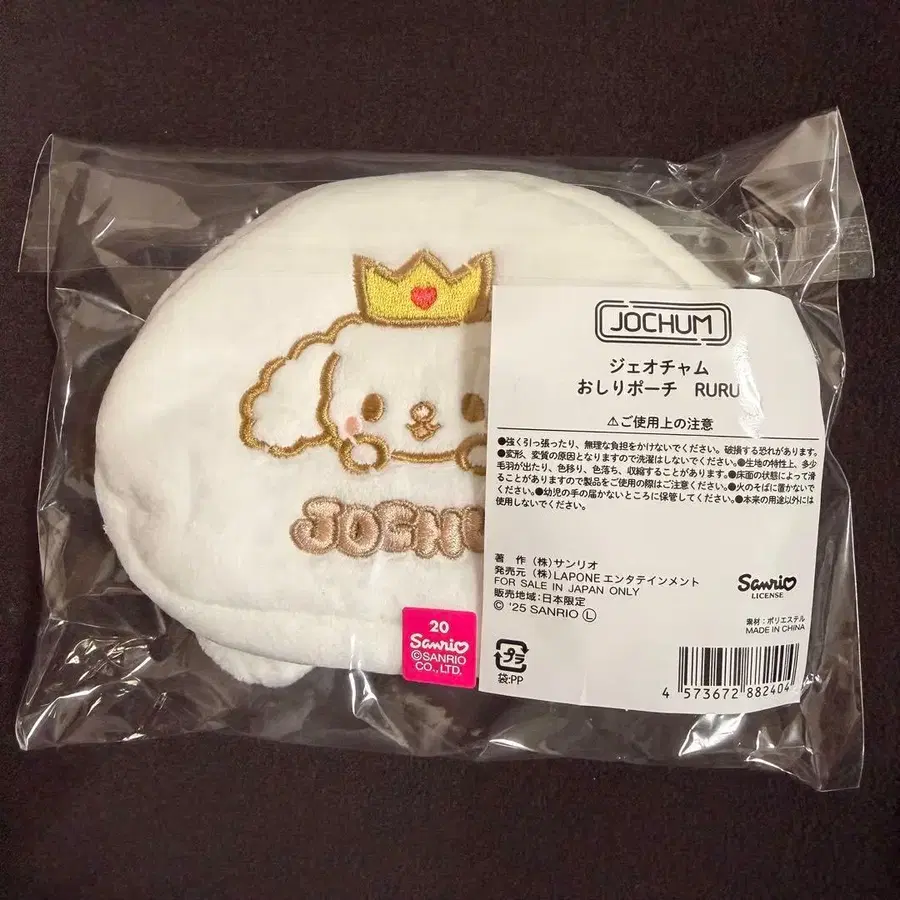 JOCHUM
ジェオチャム
おしりポーチ RURU
⚠ご使用上の注意
●強く引っ張ったり、無理な負担をかけないでください。破損する恐れがあります。
●変形、変質の原因となりますので洗濯はしないでください。●生地の特性上、多少
毛羽が出たり、色移り、色落ち、収縮することがあります。●床面の状態によって滑
ることがありますので製品をご使用の際はご注意ください。●火のそばに置かないで
ください。●幼児の手の届かないところに保管してください。●本来の用途以外には
使用しないでください。
著 作 (株)サンリオ
発売元 (株)LAPONEエンタテインメント
FOR SALE IN JAPAN ONLY
販売地域:日本限定
© '25 SANRIO Ⓛ
Sanrio
LICENSE
素材:ポリエステル
MADE IN CHINA
プラ
袋:PP
4 573672 882404
JOCHU
20
Sanrio
©SANRIO
CO., LTD.